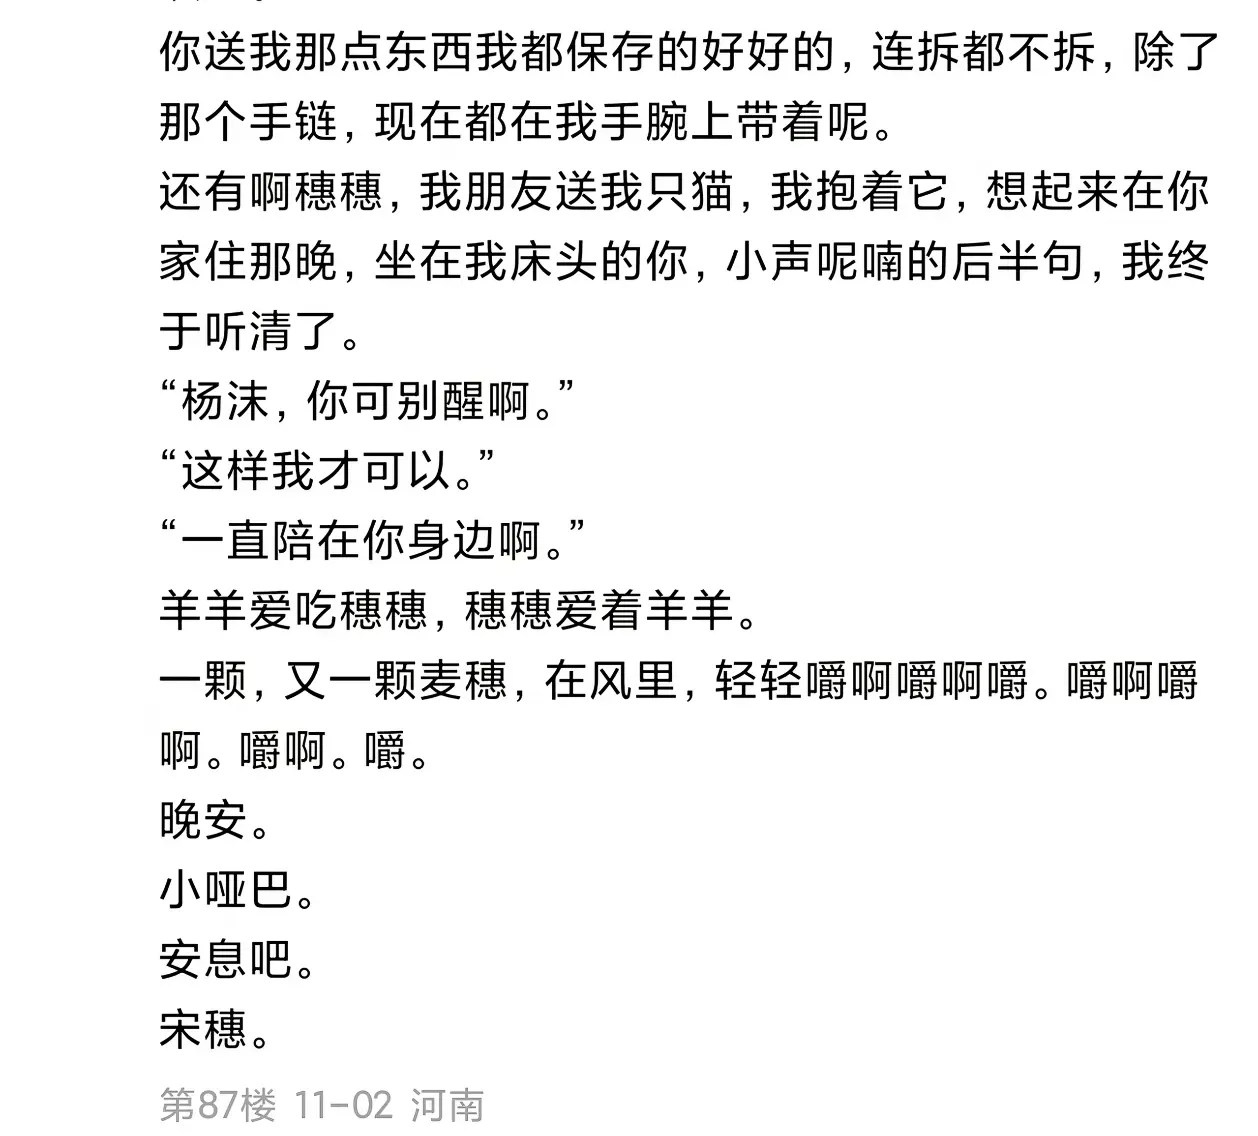 你送我那点东西我都保存的好好的，连拆都不拆，除了
那个手链，现在都在我手腕上带着呢。
还有啊穗穗，我朋友送我只猫，我抱着它，想起来在你
家住那晚，坐在我床头的你，小声呢喃的后半句，我终
于听清了。
“杨沫，你可别醒啊。”
“这样我才可以。”
“一直陪在你身边啊。”
羊羊爱吃穗穗，穗穗爱着羊羊。
一颗，又一颗麦穗，在风里，轻轻嚼啊嚼啊嚼。嚼啊嚼
啊。嚼啊。嚼。
晚安。
小哑巴。
安息吧。
宋穗。
第87楼 11-02 河南